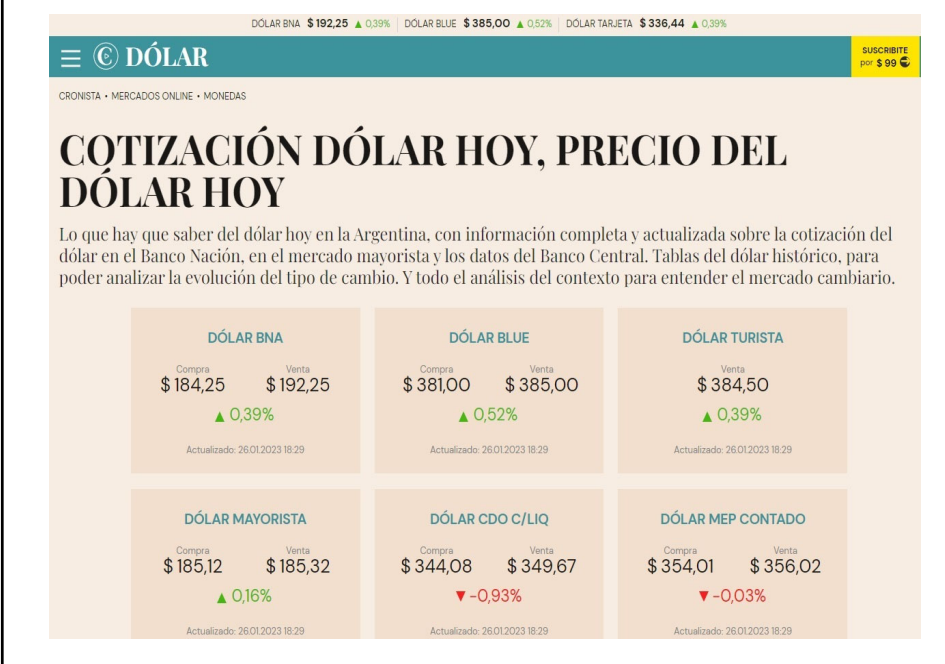 DÓLAR BNA $ 192,25 ▲ 0,39% DÓLAR BLUE $ 385,00 ▲ 0,52% DÓLAR TARJETA $ 336,44 ▲ 0,39%
DÓLAR
SUSCRIBITE
por $ 99
CRONISTA • MERCADOS ONLINE • MONEDAS
COTIZACIÓN DÓLAR HOY, PRECIO DEL
DÓLAR HOY
Lo que hay que saber del dólar hoy en la Argentina, con información completa y actualizada sobre la cotización del
dólar en el Banco Nación, en el mercado mayorista y los datos del Banco Central. Tablas del dólar histórico, para
poder analizar la evolución del tipo de cambio. Y todo el análisis del contexto para entender el mercado cambiario.
DÓLAR BNA
Compra Venta
$ 184,25 $ 192,25
▲ 0,39%
Actualizado: 26.01.2023 18:29
DÓLAR BLUE
Compra Venta
$ 381,00 $ 385,00
▲ 0,52%
Actualizado: 26.01.2023 18:29
DÓLAR TURISTA
Venta
$ 384,50
▲ 0,39%
Actualizado: 26.01.2023 18:29
DÓLAR MAYORISTA
Compra Venta
$ 185,12 $ 185,32
▲ 0,16%
Actualizado: 26.01.2023 18:29
DÓLAR CDO C/LIQ
Compra Venta
$ 344,08 $ 349,67
▼ -0,93%
Actualizado: 26.01.2023 18:29
DÓLAR MEP CONTADO
Compra Venta
$ 354,01 $ 356,02
▼ -0,03%
Actualizado: 26.01.2023 18:29